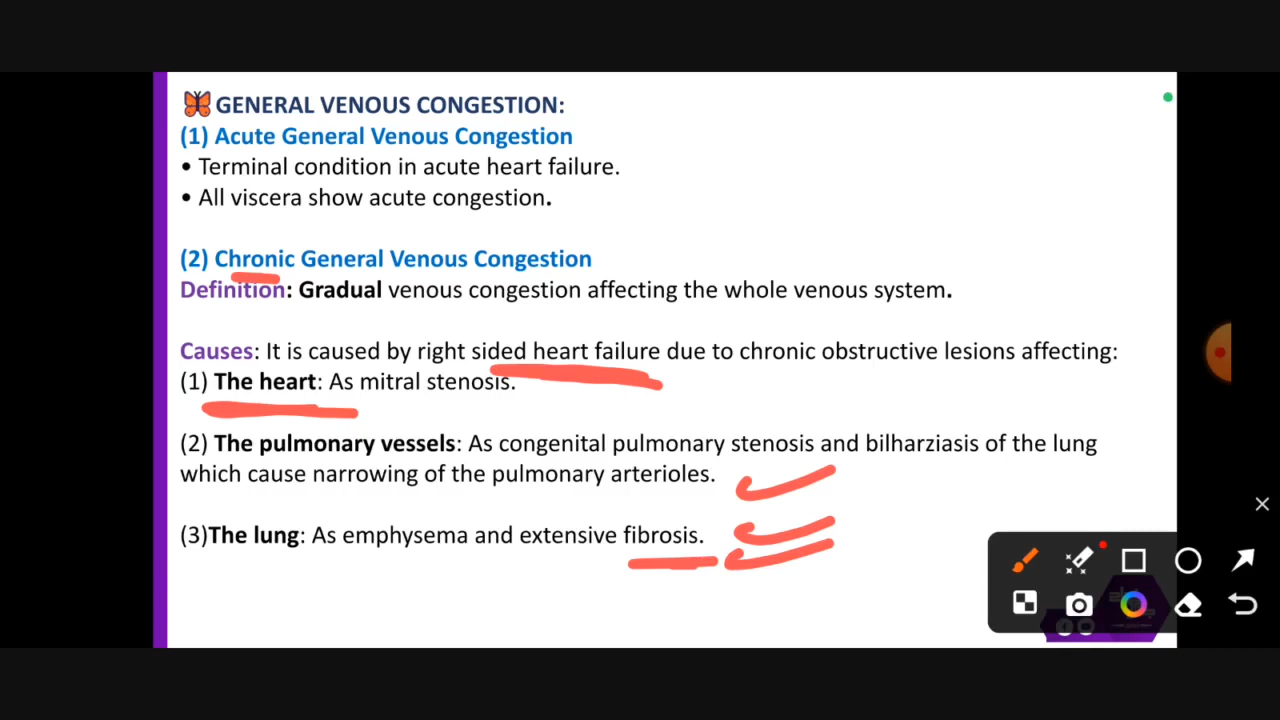 GENERAL VENOUS CONGESTION:
(1) Acute General Venous Congestion
• Terminal condition in acute heart failure.
• All viscera show acute congestion.
(2) Chronic General Venous Congestion
Definition: Gradual venous congestion affecting the whole venous system.
Causes: It is caused by right sided heart failure due to chronic obstructive lesions affecting:
(1) The heart: As mitral stenosis.
(2) The pulmonary vessels: As congenital pulmonary stenosis and bilharziasis of the lung
which cause narrowing of the pulmonary arterioles.
(3)The lung: As emphysema and extensive fibrosis.